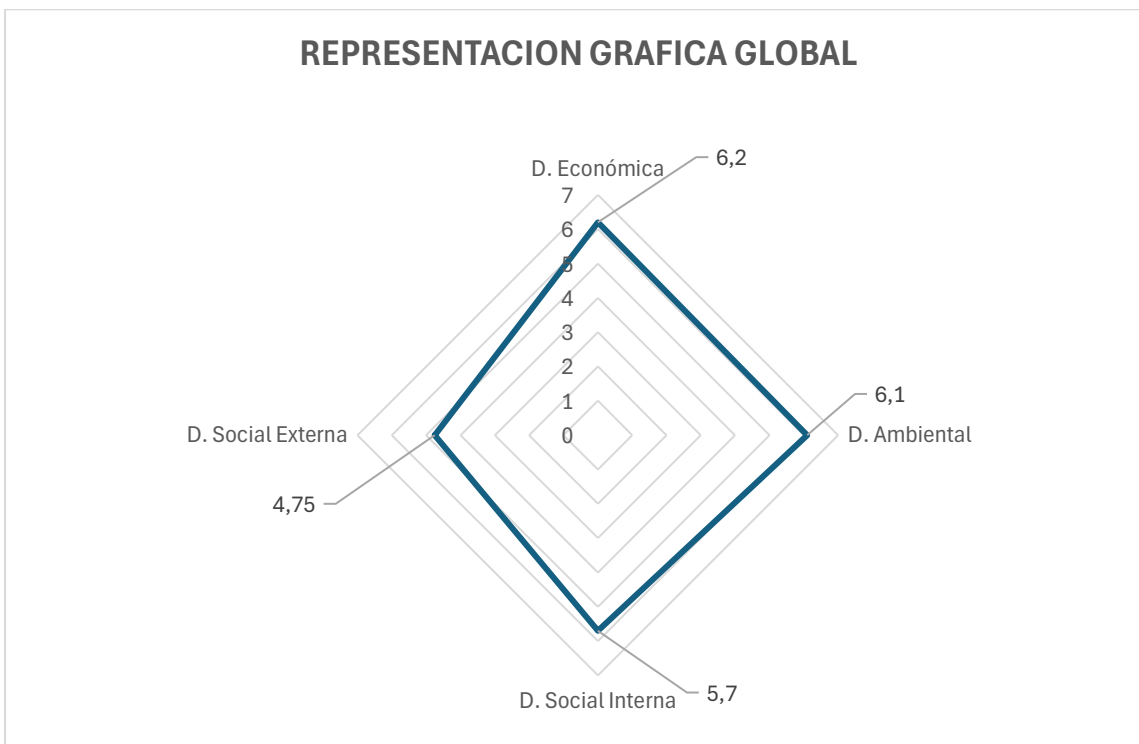 REPRESENTACION GRAFICA GLOBAL
6,2
D. Económica
7
6
5
4
3
2
1
0
6,1
D. Ambiental
D. Social Externa
4,75
5,7
D. Social Interna